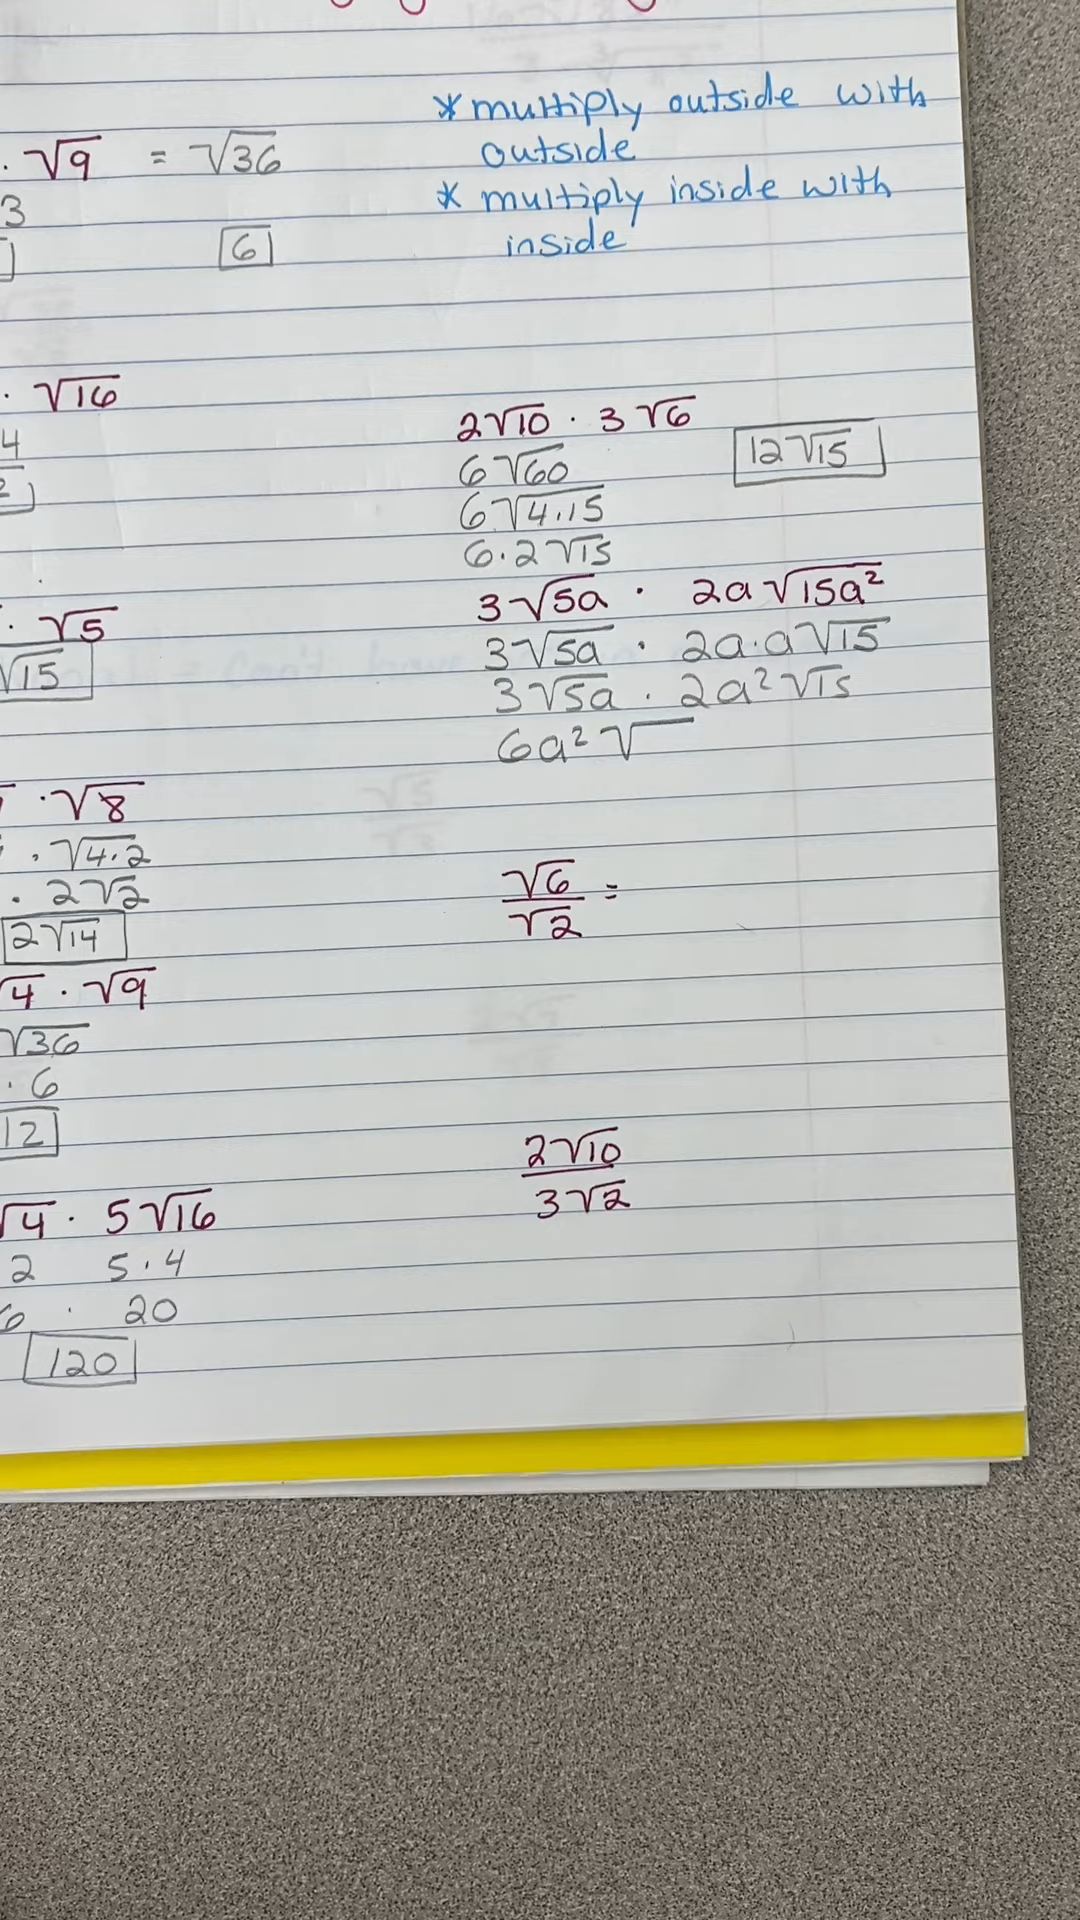 * multiply outside with
outside
* multiply inside with
inside
· √9 = √36
3
6
· √16
4
2
· √5
√15
· √8
· √4·2
· 2√2
2√14
√4 · √9
√36
· 6
12
√4 · 5√16
2 5·4
6 · 20
120
2√10 · 3√6
6√60
6√4·15
6·2√15
12√15
3√5a · 2a√15a²
3√5a · 2a·a√15
3√5a · 2a²√15
6a²√
√6/√2 =
2√10/3√2